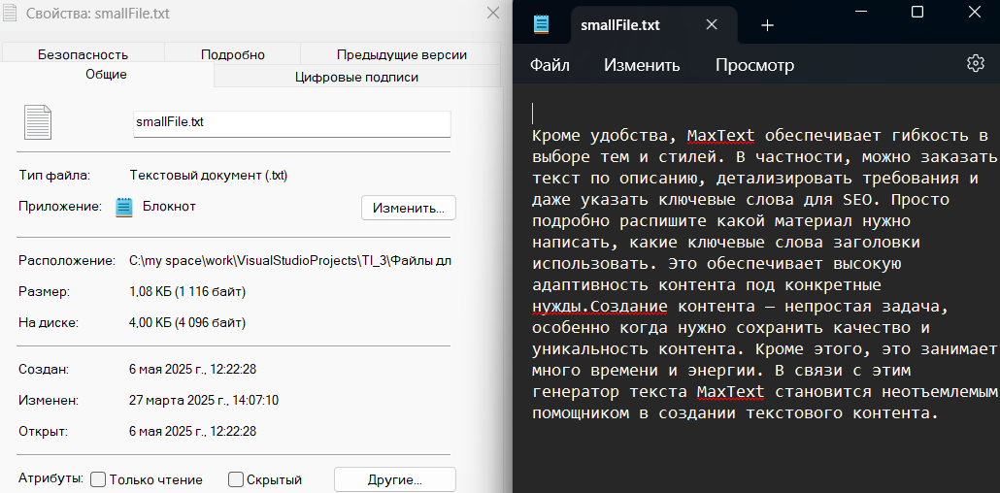 Свойства: smallFile.txt
Безопасность Подробно Предыдущие версии
Общие Цифровые подписи
smallFile.txt
Тип файла: Текстовый документ (.txt)
Приложение: Блокнот Изменить...
Расположение: C:\my space\work\VisualStudioProjects\TI_3\Файлы дл
Размер: 1,08 КБ (1 116 байт)
На диске: 4,00 КБ (4 096 байт)
Создан: 6 мая 2025 г., 12:22:28
Изменен: 27 марта 2025 г., 14:07:10
Открыт: 6 мая 2025 г., 12:22:28
Атрибуты: Только чтение Скрытый Другие...
smallFile.txt
Файл Изменить Просмотр
Кроме удобства, MaxText обеспечивает гибкость в
выборе тем и стилей. В частности, можно заказать
текст по описанию, детализировать требования и
даже указать ключевые слова для SEO. Просто
подробно распишите какой материал нужно
написать, какие ключевые слова заголовки
использовать. Это обеспечивает высокую
адаптивность контента под конкретные
нужды.Создание контента — непростая задача,
особенно когда нужно сохранить качество и
уникальность контента. Кроме этого, это занимает
много времени и энергии. В связи с этим
генератор текста MaxText становится неотъемлемым
помощником в создании текстового контента.